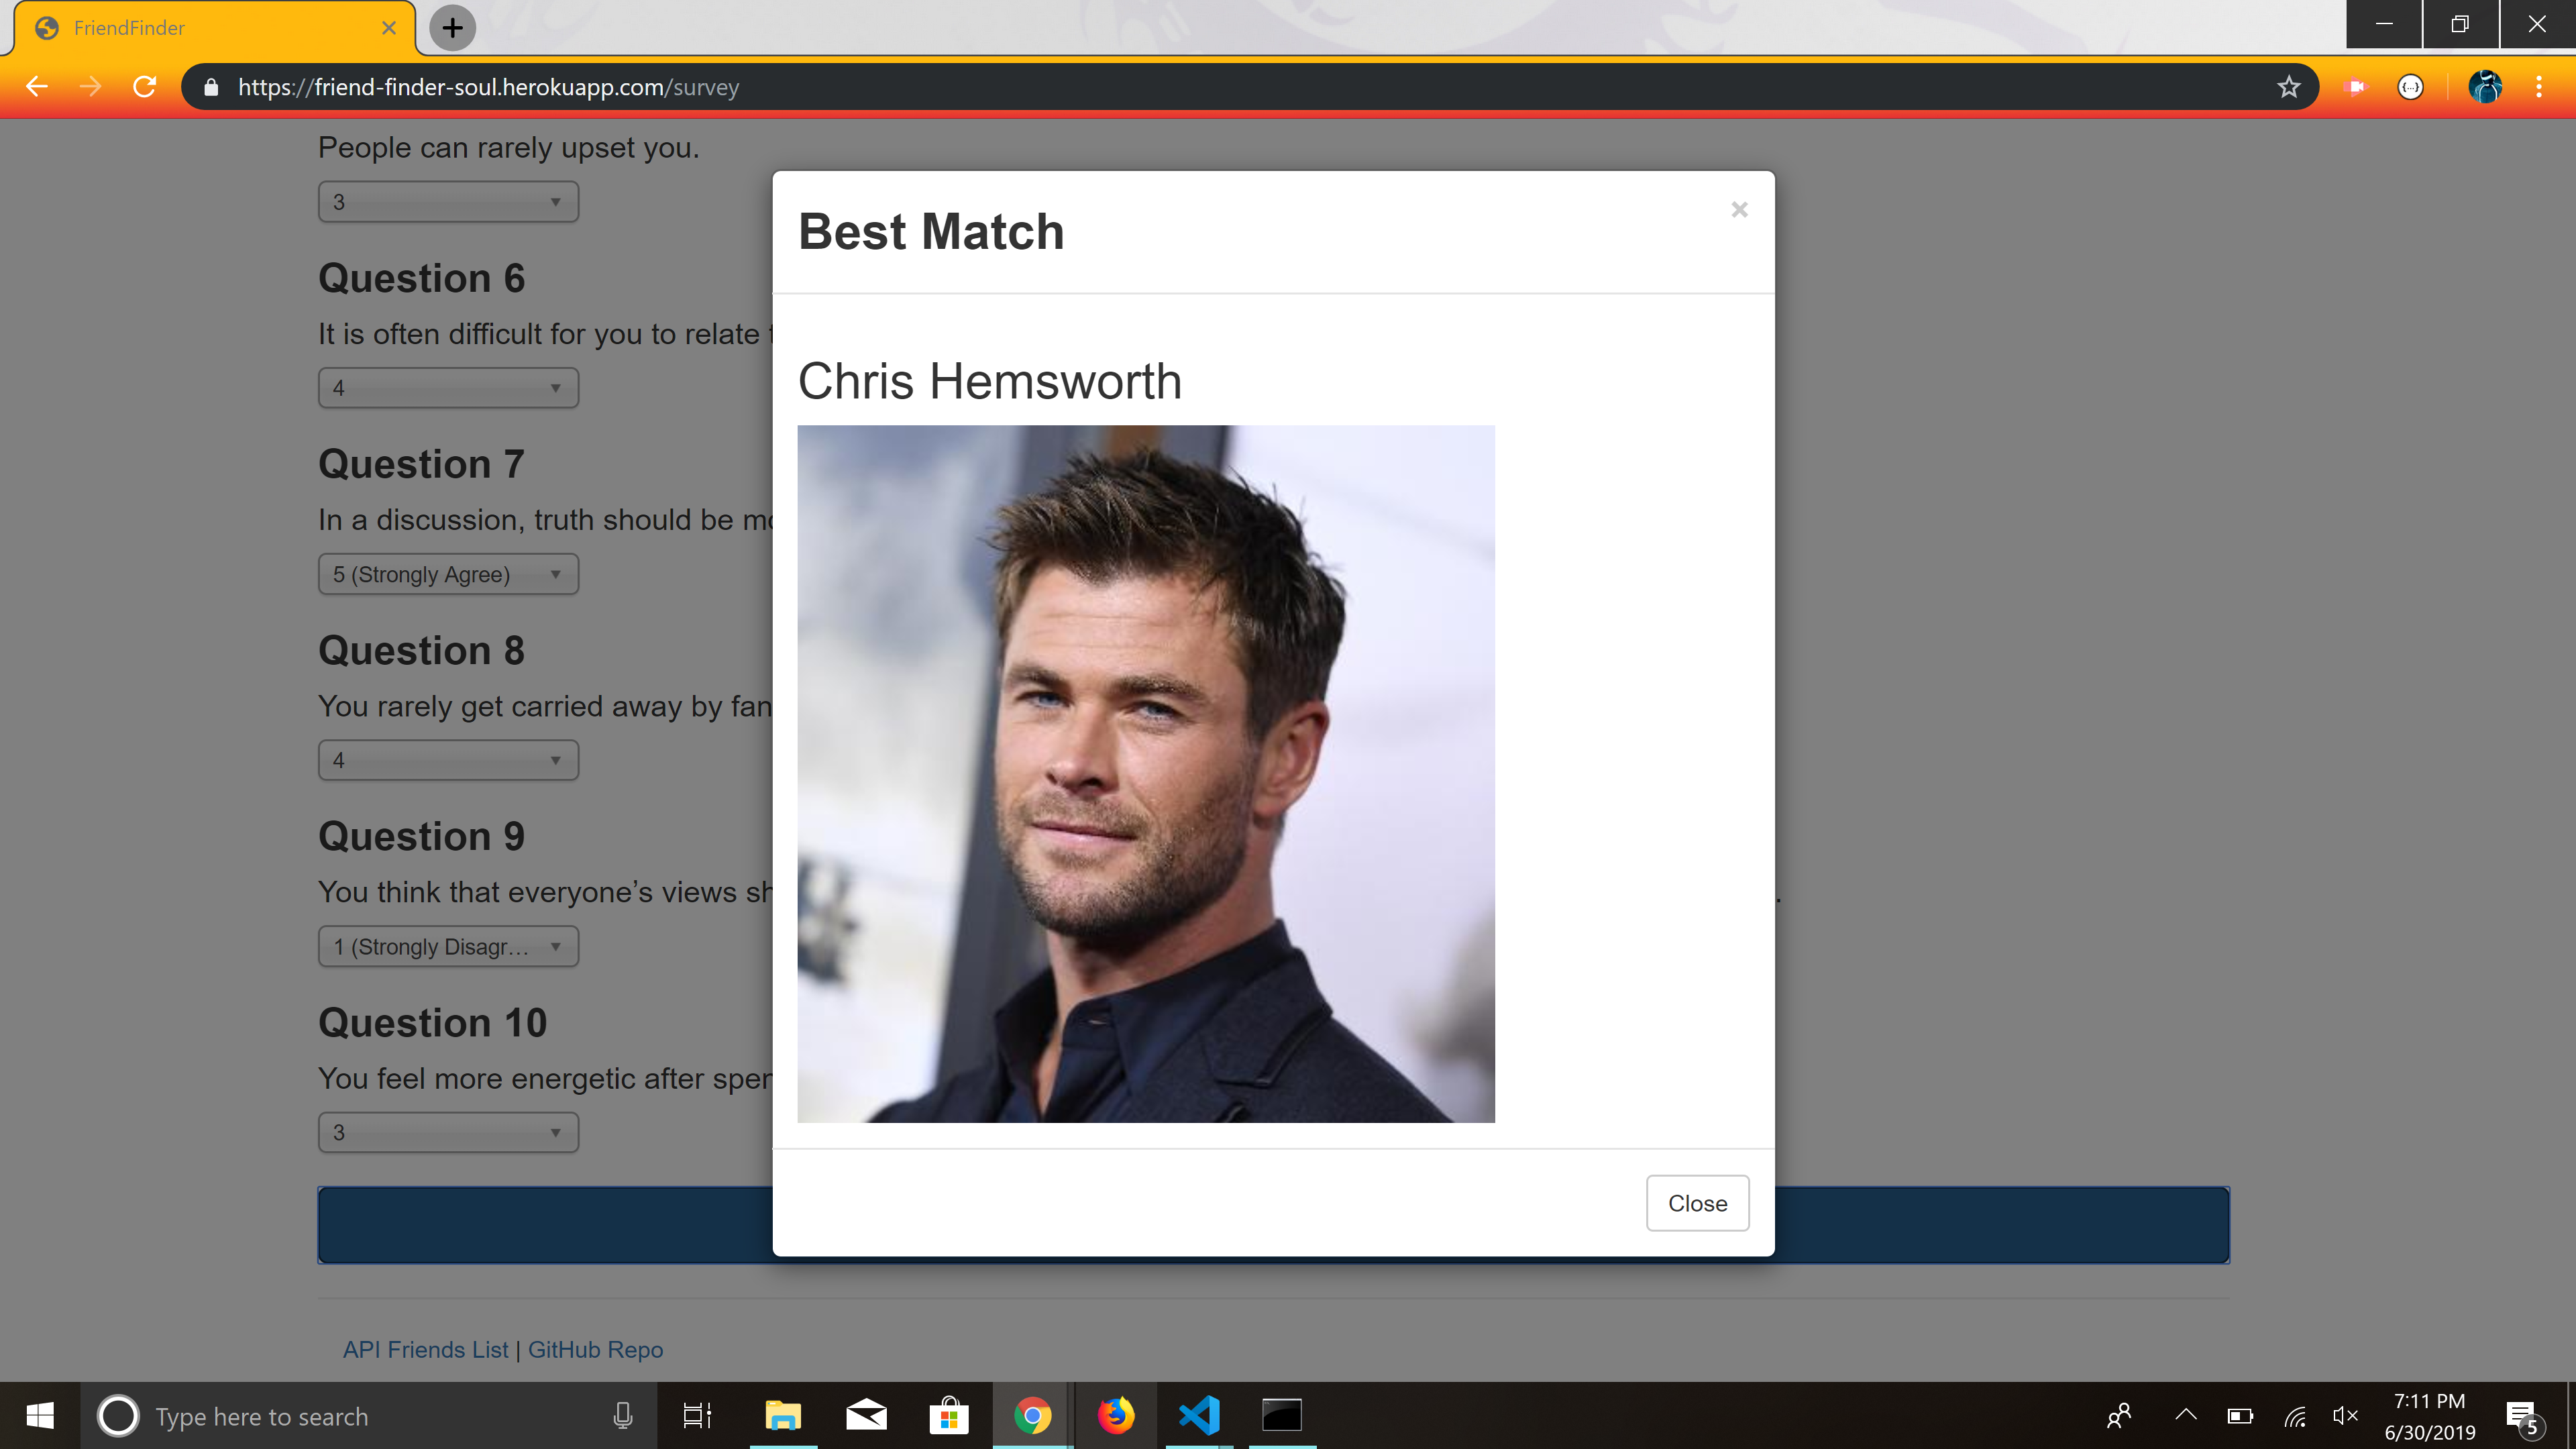 FriendFinder
https://friend-finder-soul.herokuapp.com/survey
People can rarely upset you.
3
Question 6
It is often difficult for you to relate
4
Question 7
In a discussion, truth should be
5 (Strongly Agree)
Question 8
You rarely get carried away by
4
Question 9
You think that everyone’s views
.
1 (Strongly Disagr...
Question 10
You feel more energetic after
3
Best Match
×
Chris Hemsworth
Close
API Friends List | GitHub Repo
Type here to search
7:11 PM
6/30/2019
5